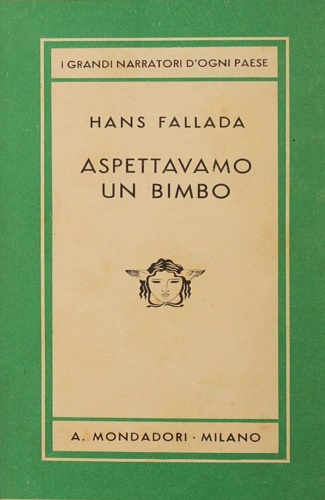 I GRANDI NARRATORI D'OGNI PAESE
HANS FALLADA
ASPETTAVAMO
UN BIMBO
A. MONDADORI · MILANO